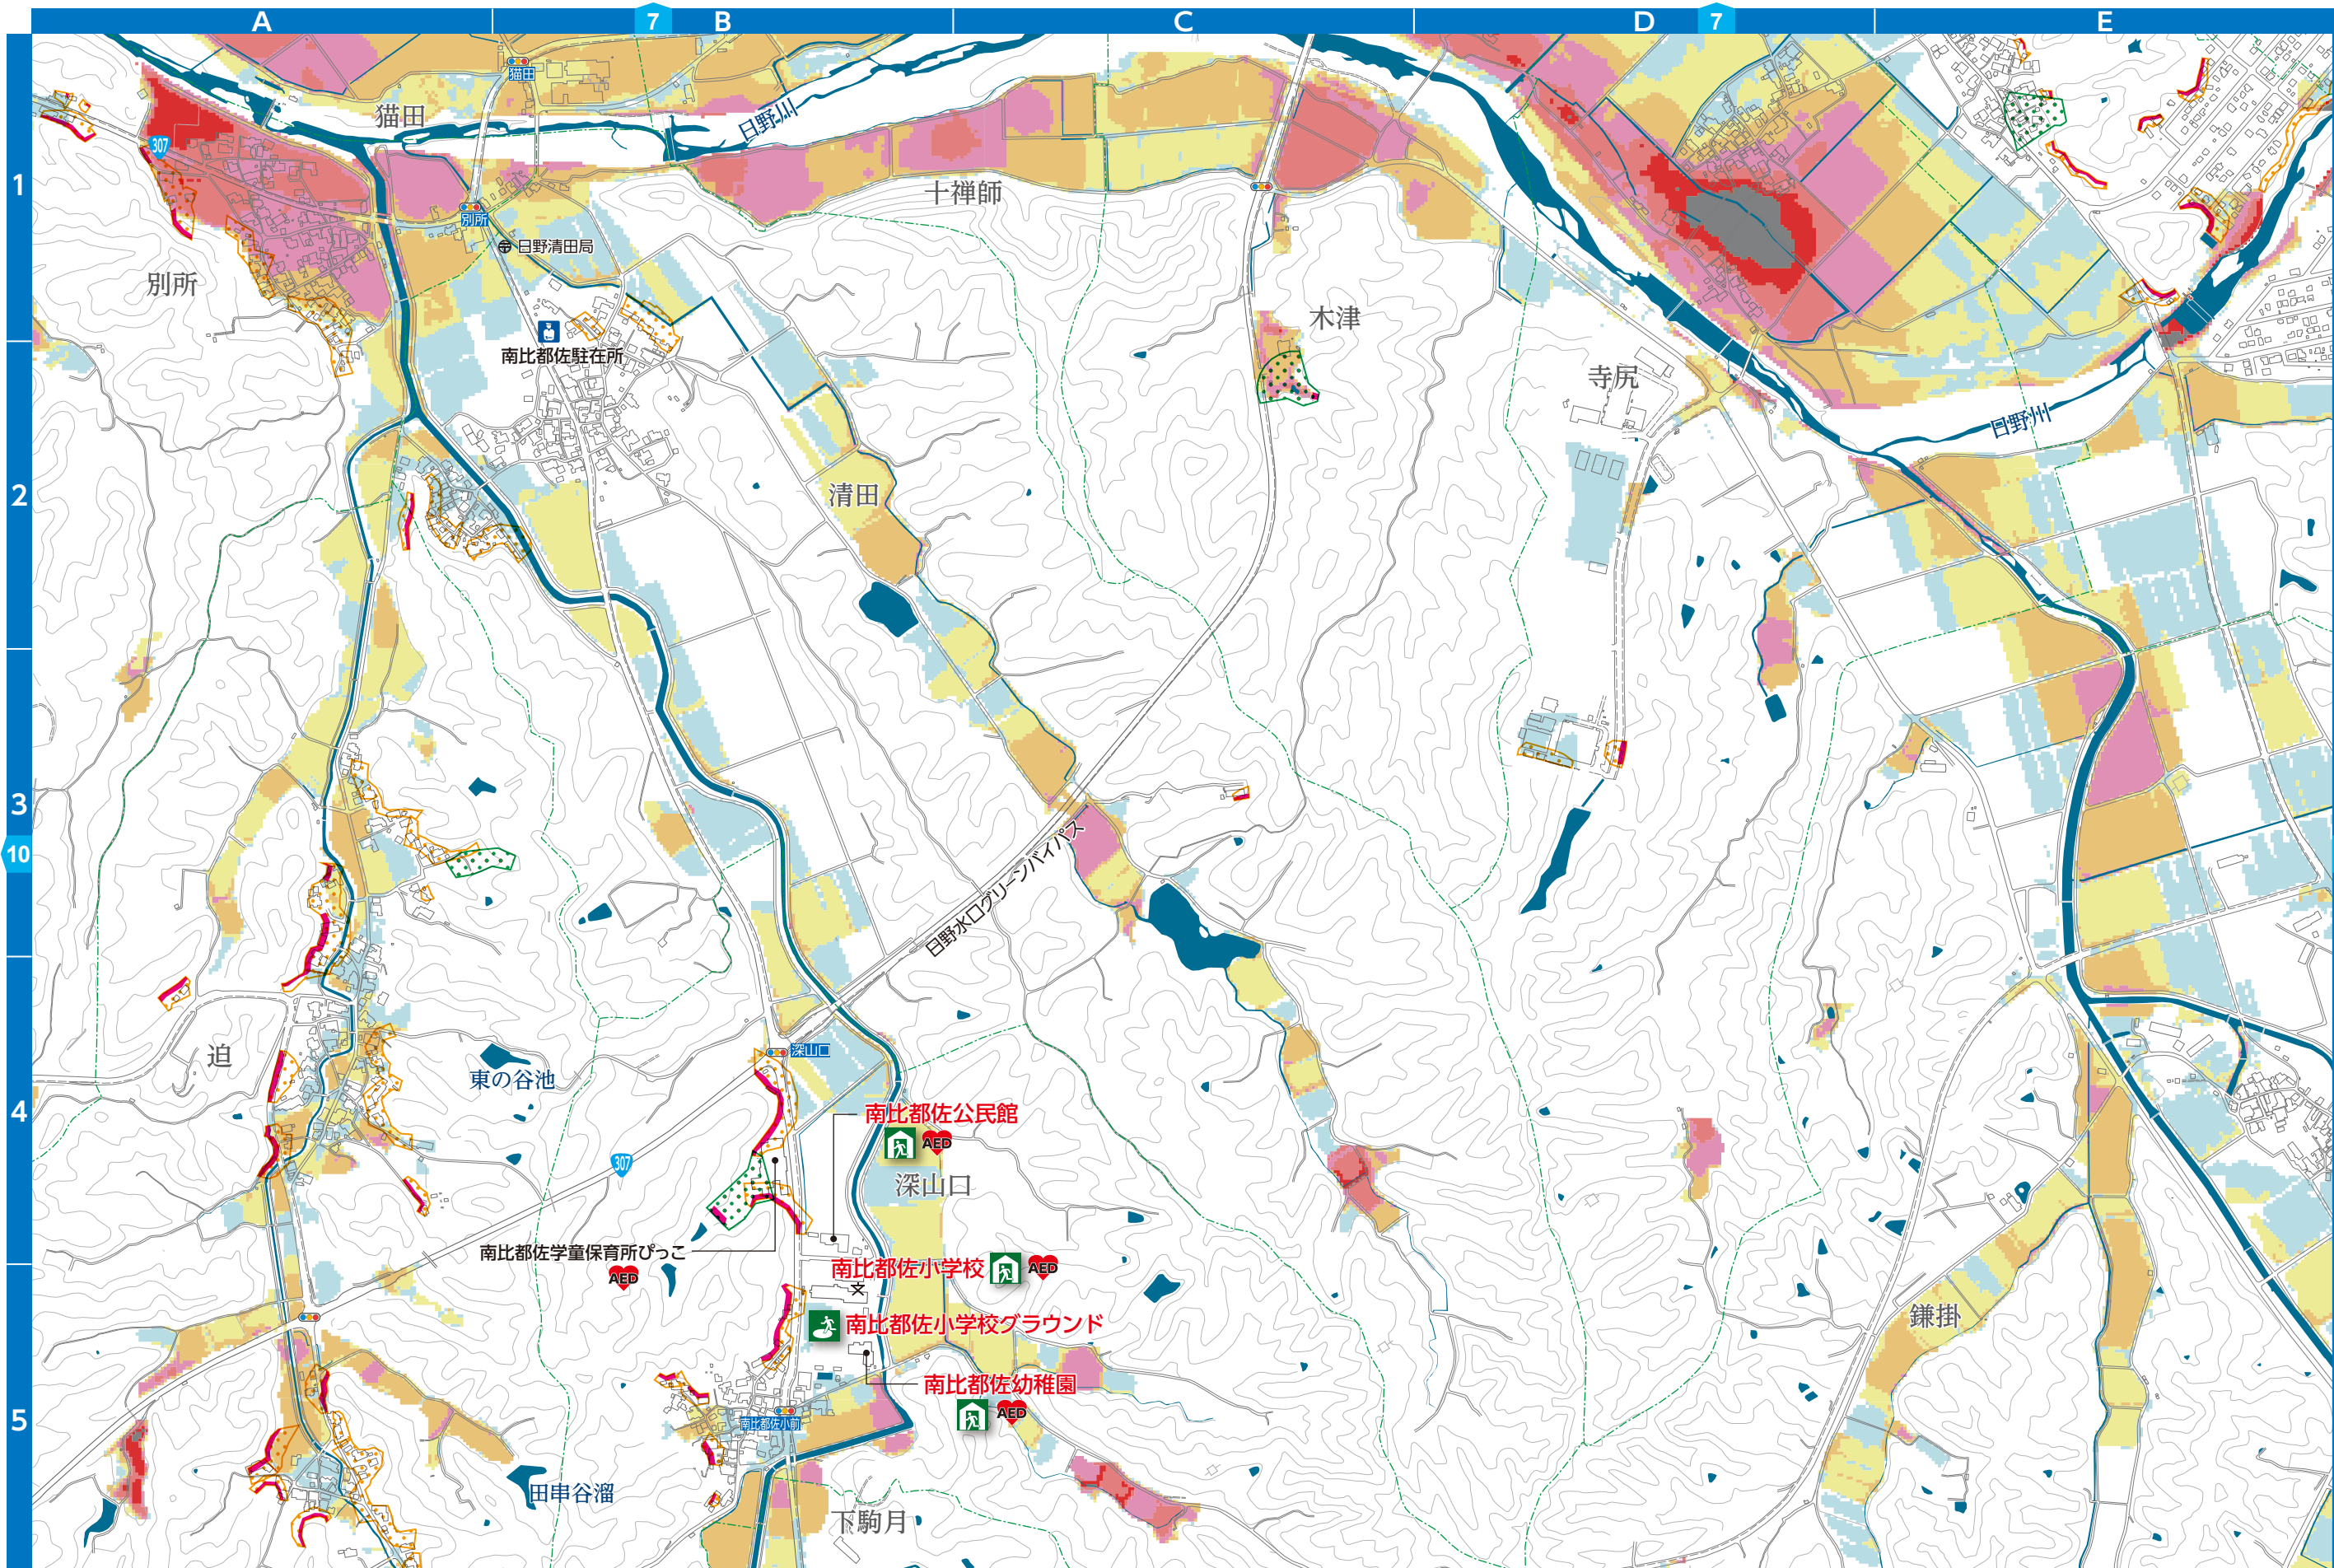 A
7
B
C
D
7
E
猫田
猫田
日野川
307
1
十禅師
別所
日野清田局
別所
木津
南比都佐駐在所
寺尻
日野川
2
清田
3
10
日野水口グリーンバイパス
迫
深山口
東の谷池
4
南比都佐公民館
AED
307
深山口
南比都佐学童保育所ぴっこ
AED
南比都佐小学校
AED
南比都佐小学校グラウンド
鎌掛
南比都佐幼稚園
AED
5
南比都佐小前
田串谷溜
下駒月